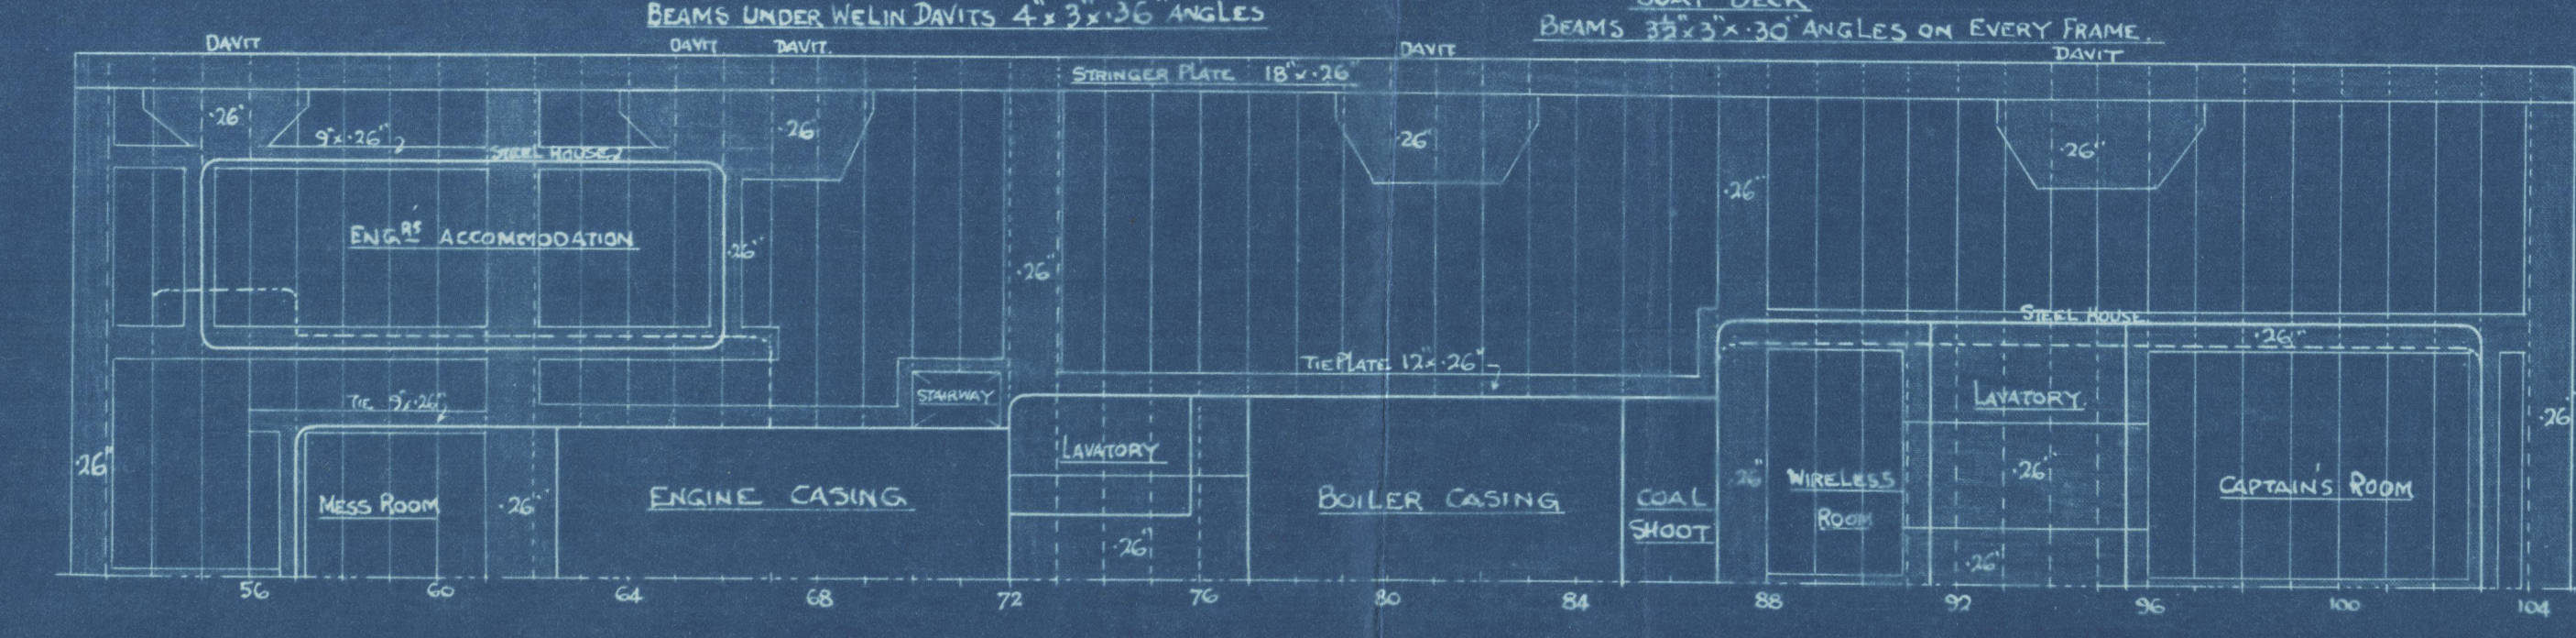 BEAMS UNDER WELIN DAVITS 4"x 3"x .36" ANGLES
BOAT DECK
BEAMS 3½"x 3"x .30" ANGLES ON EVERY FRAME.
DAVIT
DAVIT
DAVIT.
DAVIT
DAVIT
STRINGER PLATE 18"x .26"
.26"
9"x .26"
STEEL HOUSE
.26"
.26"
.26"
.26"
ENGRS' ACCOMMODATION
.26"
.26"
STEEL HOUSE
.26"
TIE PLATE 12"x .26"
TIE 9"x .26"
STAIRWAY
LAVATORY
LAVATORY.
.26"
.26"
MESS ROOM
.26"
ENGINE CASING
.26"
BOILER CASING
COAL
SHOOT
.26"
WIRELESS
ROOM
.26"
.26"
CAPTAIN'S ROOM
56 60 64 68 72 76 80 84 88 92 96 100 104